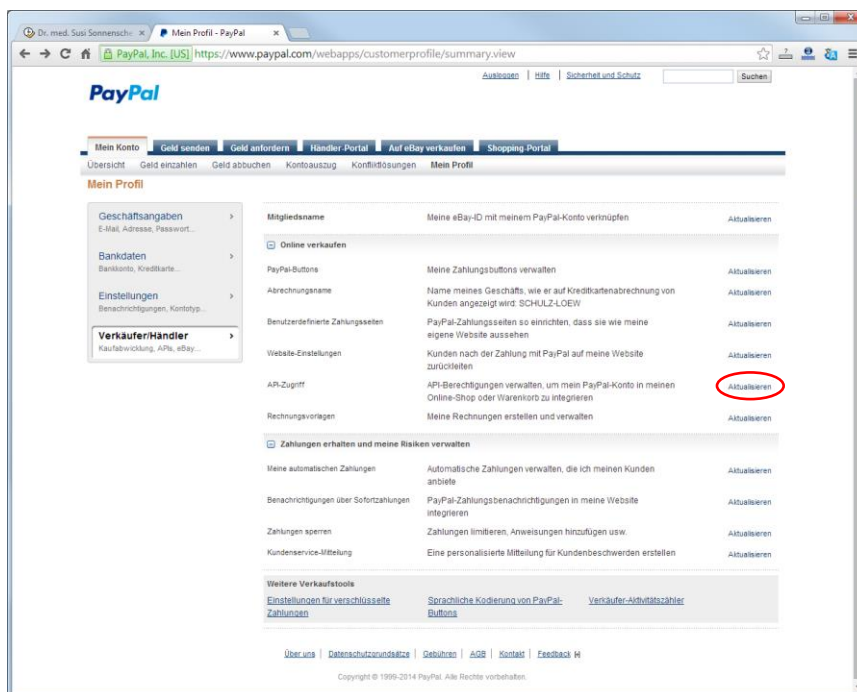 Dr. med. Susi Sonnensche
Mein Profil - PayPal
PayPal, Inc. [US] https://www.paypal.com/webapps/customerprofile/summary.view
Ausloggen | Hilfe | Sicherheit und Schutz Suchen
PayPal
Mein Konto Geld senden Geld anfordern Händler-Portal Auf eBay verkaufen Shopping-Portal
Übersicht Geld einzahlen Geld abbuchen Kontoauszug Konfliktlösungen Mein Profil
Mein Profil
Geschäftsangaben
E-Mail, Adresse, Passwort...
Bankdaten
Bankkonto, Kreditkarte...
Einstellungen
Benachrichtigungen, Kontotyp...
Verkäufer/Händler
Kaufabwicklung, APIs, eBay...
Mitgliedsname Meine eBay-ID mit meinem PayPal-Konto verknüpfen Aktualisieren
Online verkaufen
PayPal-Buttons Meine Zahlungsbuttons verwalten Aktualisieren
Abrechnungsname Name meines Geschäfts, wie er auf Kreditkartenabrechnung von Aktualisieren
Kunden angezeigt wird: SCHULZ-LOEW
Benutzerdefinierte Zahlungsseiten PayPal-Zahlungsseiten so einrichten, dass sie wie meine Aktualisieren
eigene Website aussehen
Website-Einstellungen Kunden nach der Zahlung mit PayPal auf meine Website Aktualisieren
zurückleiten
API-Zugriff API-Berechtigungen verwalten, um mein PayPal-Konto in meinen Aktualisieren
Online-Shop oder Warenkorb zu integrieren
Rechnungsvorlagen Meine Rechnungen erstellen und verwalten Aktualisieren
Zahlungen erhalten und meine Risiken verwalten
Meine automatischen Zahlungen Automatische Zahlungen verwalten, die ich meinen Kunden Aktualisieren
anbiete
Benachrichtigungen über Sofortzahlungen PayPal-Zahlungsbenachrichtigungen in meine Website Aktualisieren
integrieren
Zahlungen sperren Zahlungen limitieren, Anweisungen hinzufügen usw. Aktualisieren
Kundenservice-Mitteilung Eine personalisierte Mitteilung für Kundenbeschwerden erstellen Aktualisieren
Weitere Verkaufstools
Einstellungen für verschlüsselte Sprachliche Kodierung von PayPal- Verkäufer-Aktivitätszähler
Zahlungen Buttons
Über uns | Datenschutzgrundsätze | Gebühren | AGB | Kontakt | Feedback
Copyright © 1999-2014 PayPal. Alle Rechte vorbehalten.